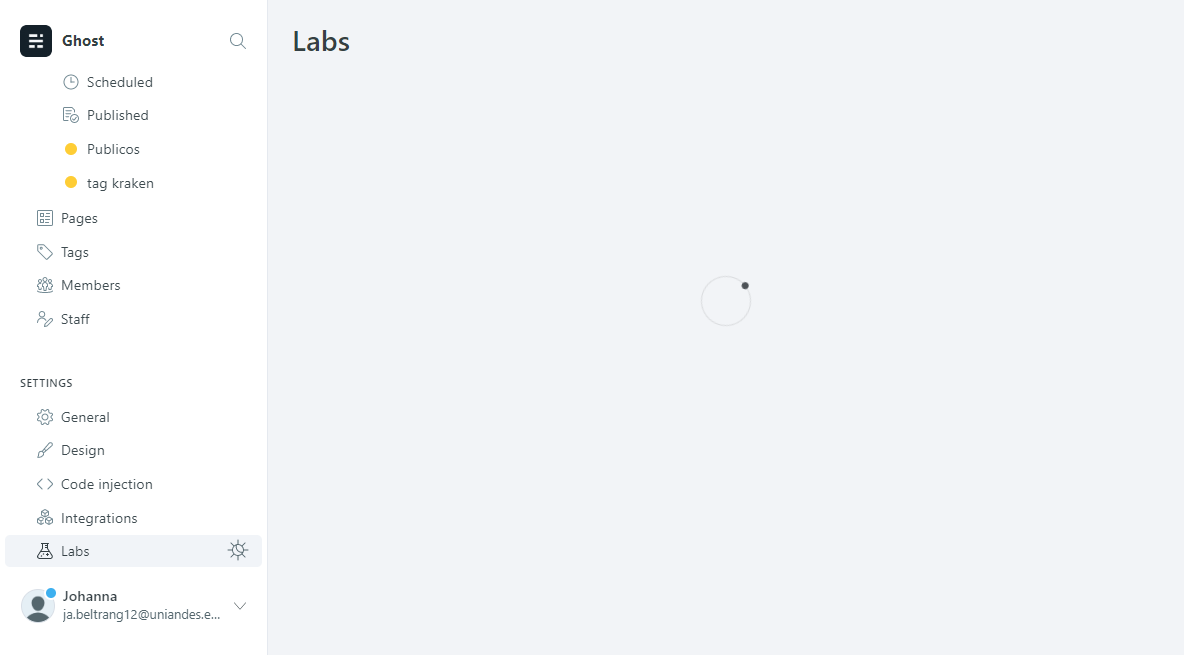 Ghost
Scheduled
Published
Publicos
tag kraken
Pages
Tags
Members
Staff
SETTINGS
General
Design
Code injection
Integrations
Labs
Johanna
ja.beltrang12@uniandes.e...
Labs